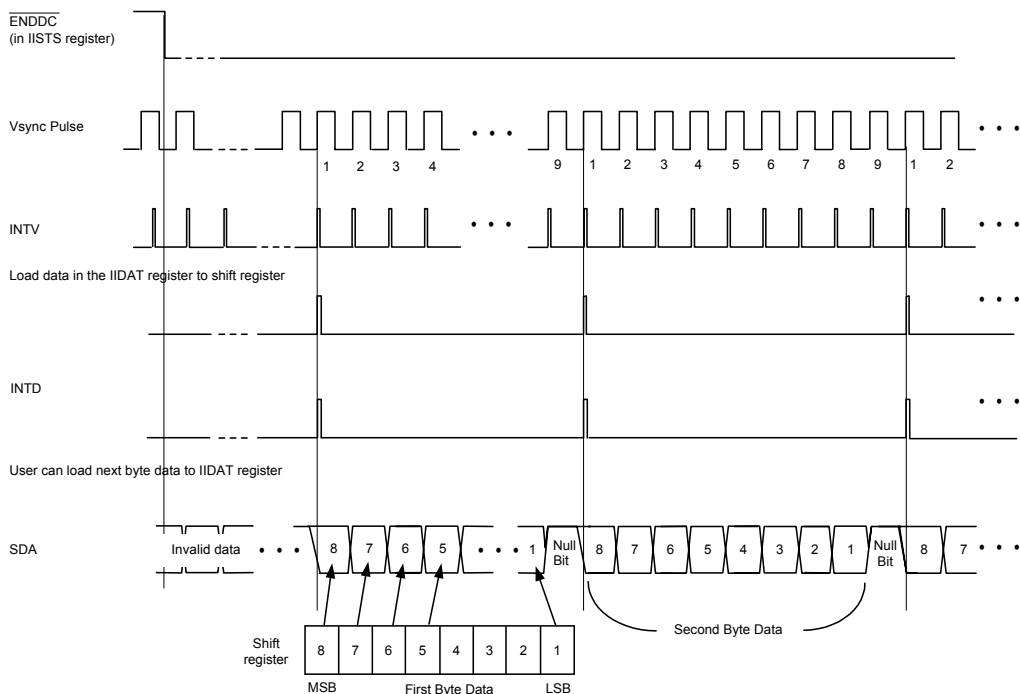 ENDDC
(in IISTS register)
Vsync Pulse
1 2 3 4 • • • 9 1 2 3 4 5 6 7 8 9 1 2 • • •
INTV
• • • • • •
Load data in the IIDAT register to shift register
• • •
INTD
• • •
User can load next byte data to IIDAT register
SDA
Invalid data • • • 8 7 6 5 • • • 1 Null Bit 8 7 6 5 4 3 2 1 Null Bit 8 7 • • •
Second Byte Data
Shift
register
8 7 6 5 4 3 2 1
MSB First Byte Data LSB